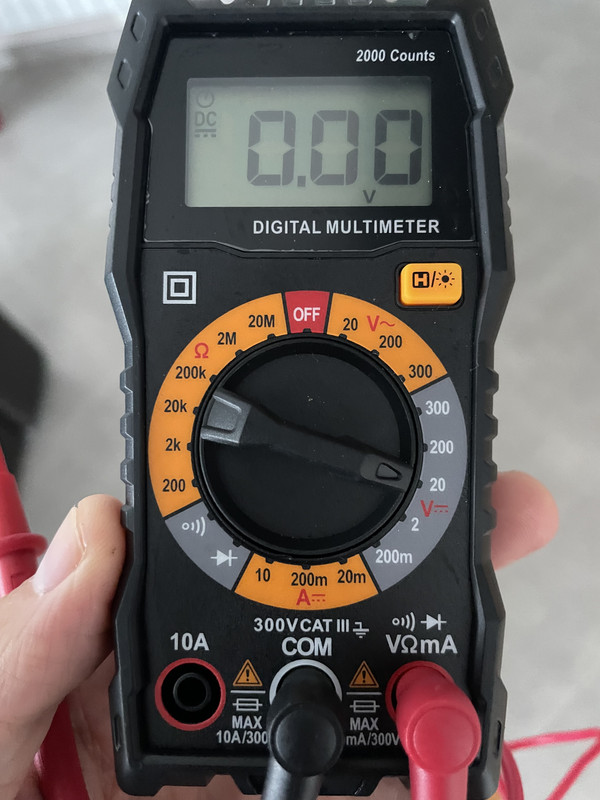 2000 Counts
DC
0.00
V
DIGITAL MULTIMETER
H/
OFF
20M
2M
Ω
200k
20k
2k
200
20
V~
200
300
300
200
20
V
2
200m
10
200m
20m
A
300V CAT III
10A
COM
VΩmA
MAX
10A/300
MAX
mA/300V